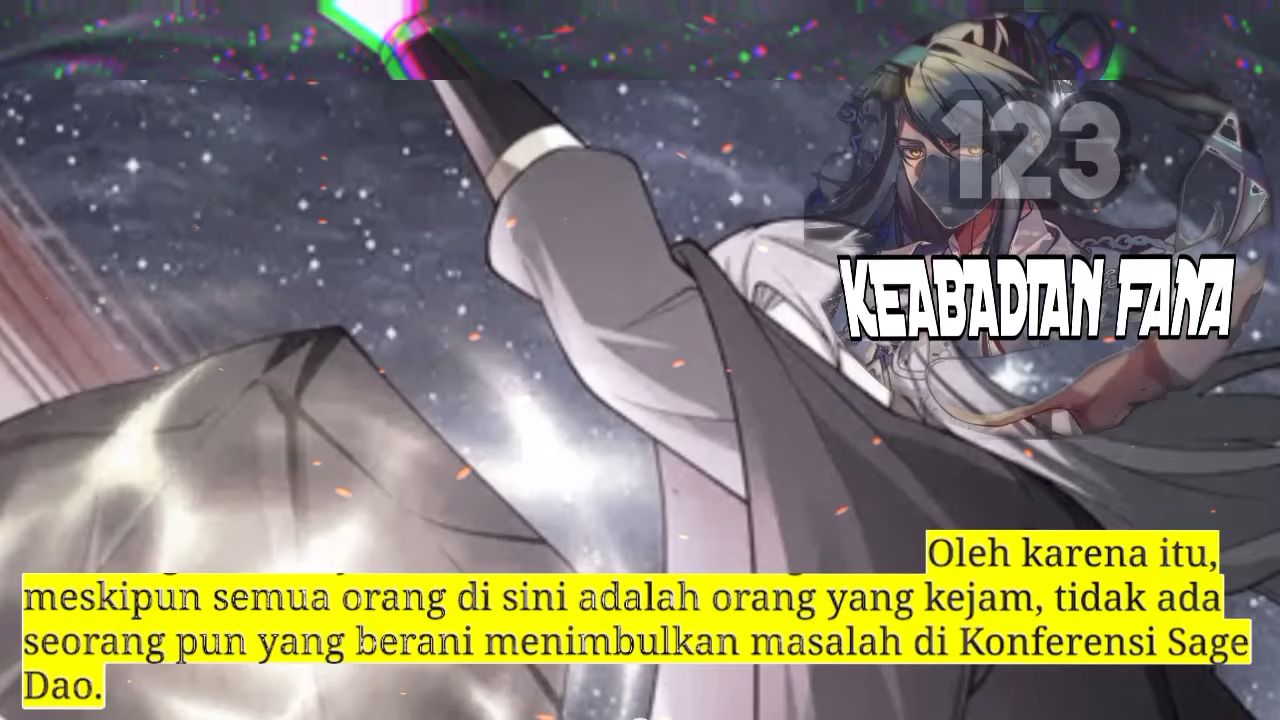 123
KEABADIAN FANA
Oleh karena itu,
meskipun semua orang di sini adalah orang yang kejam, tidak ada
seorang pun yang berani menimbulkan masalah di Konferensi Sage
Dao.